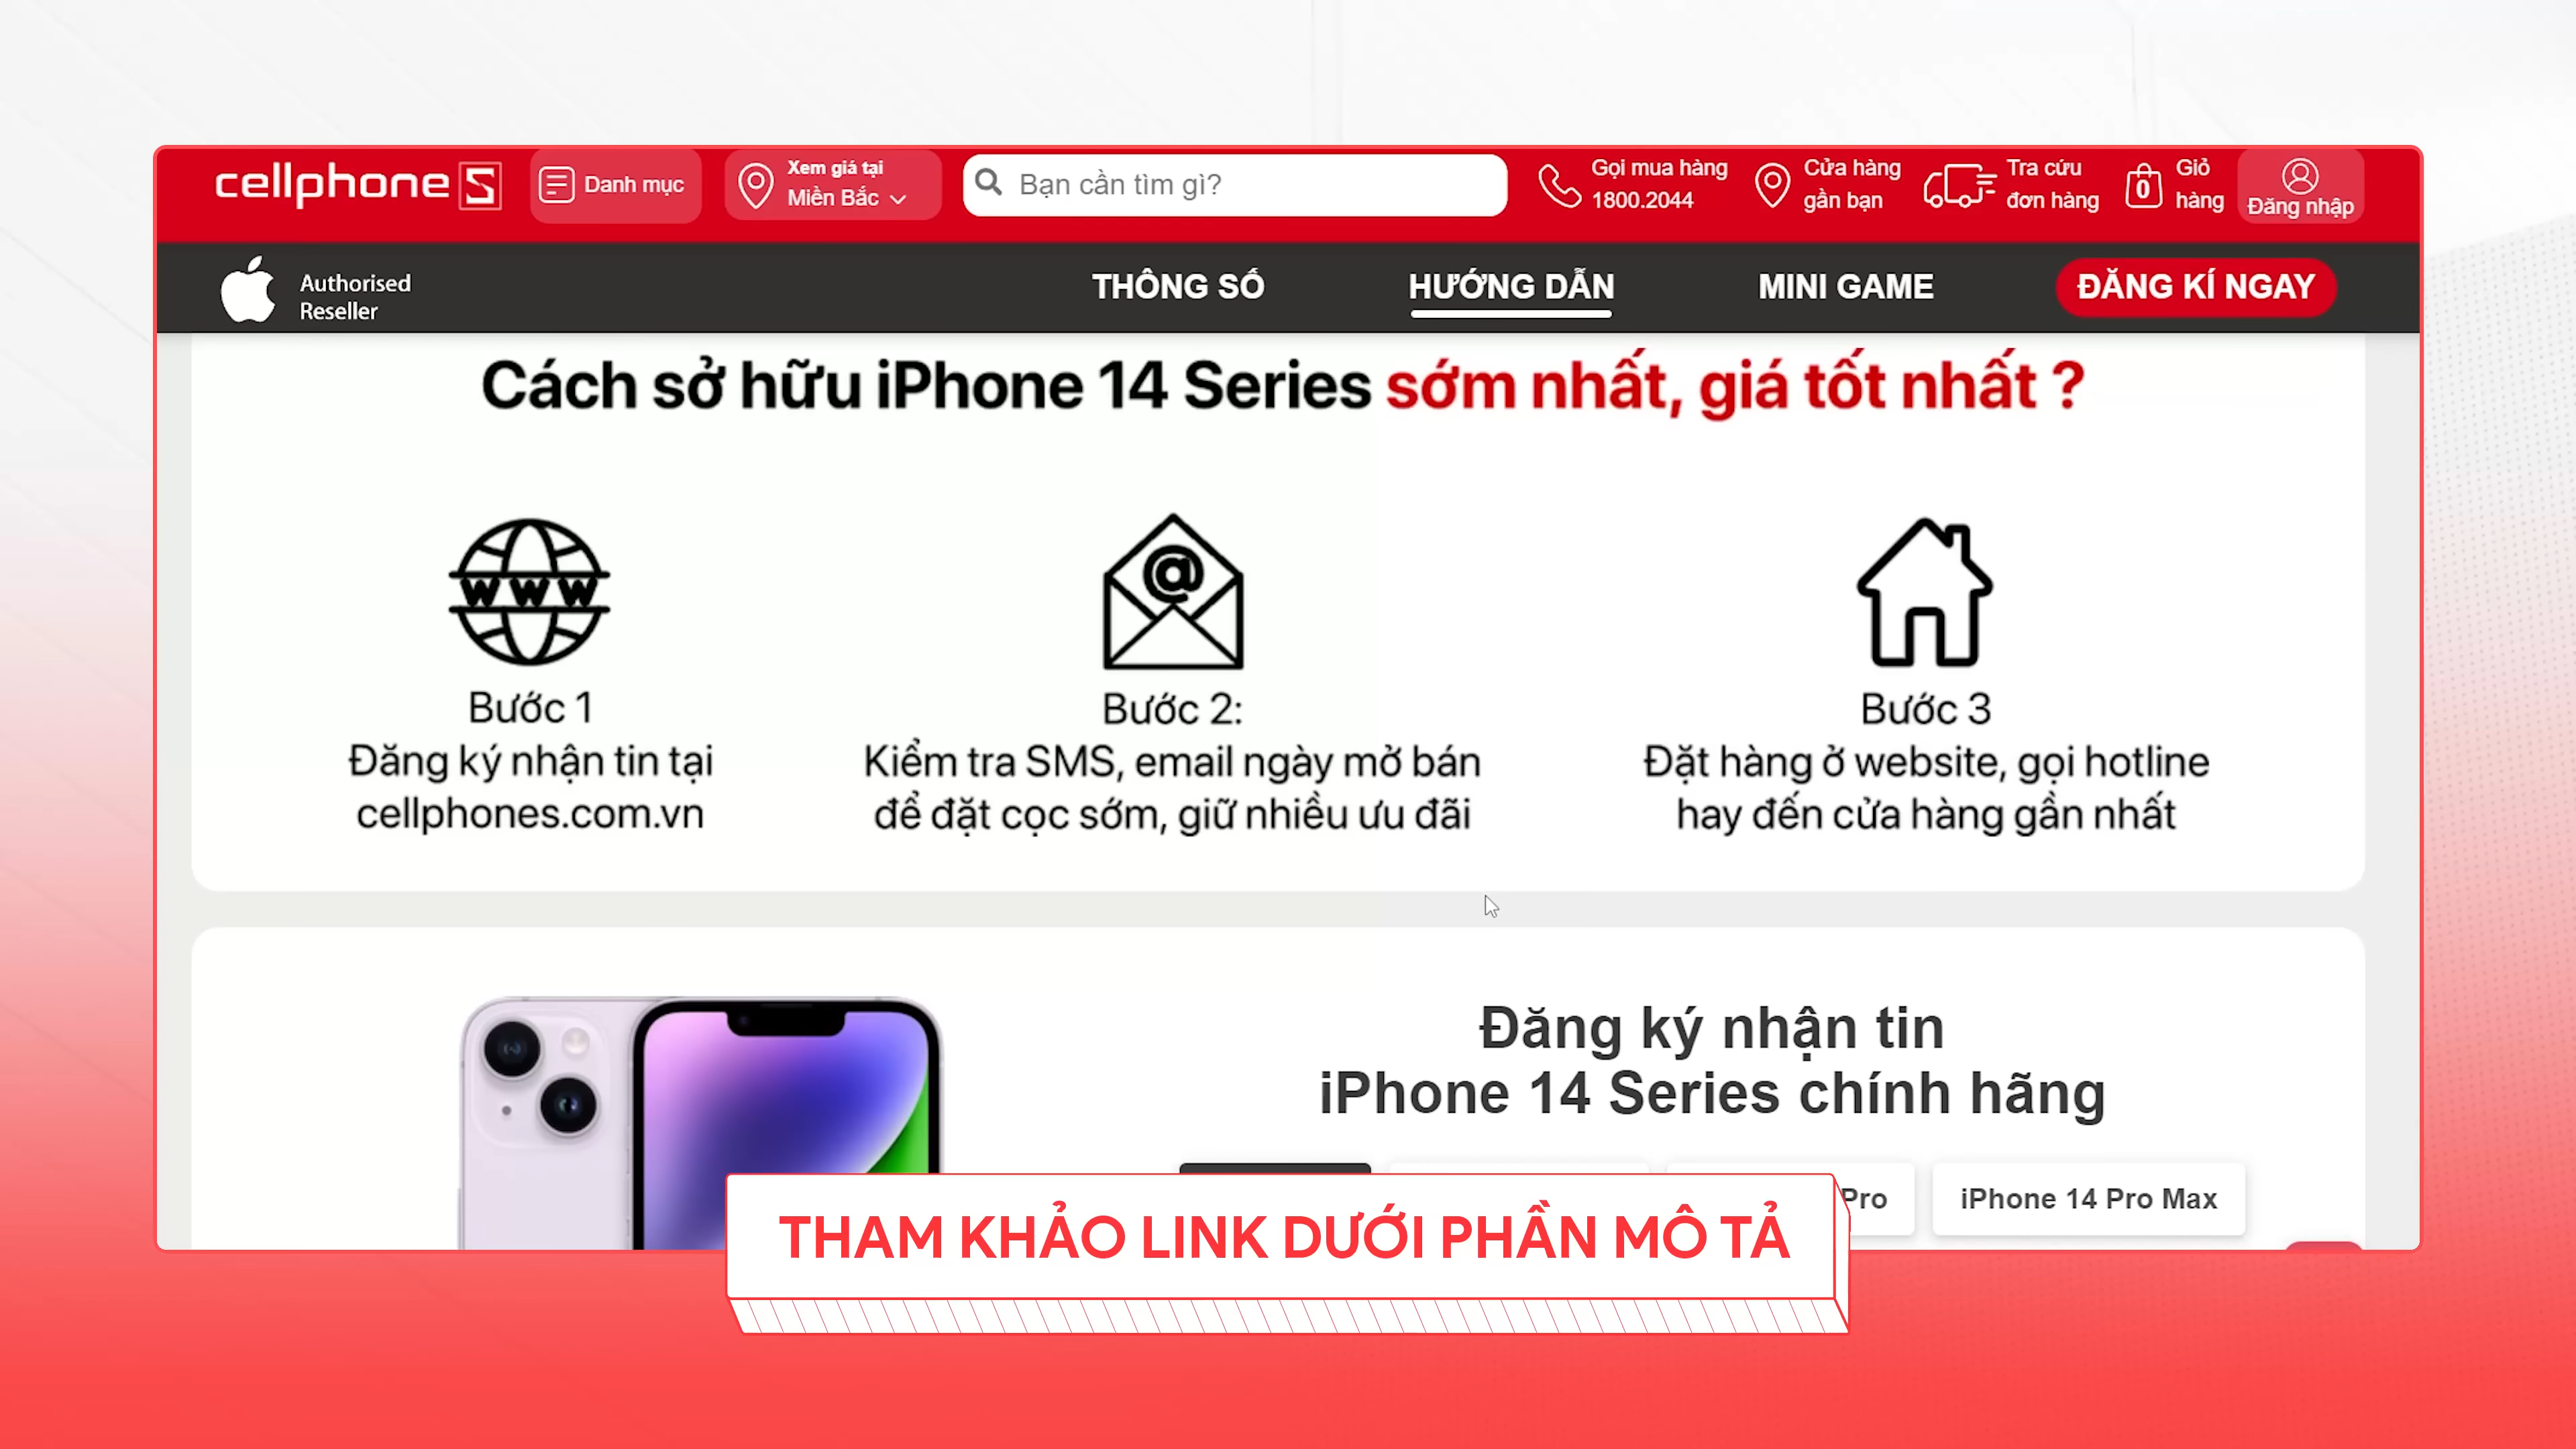 cellphoneS
Danh mục
Xem giá tại
Miền Bắc
Bạn cần tìm gì?
Gọi mua hàng
1800.2044
Cửa hàng
gần bạn
Tra cứu
đơn hàng
0
Giỏ
hàng
Đăng nhập
Authorised
Reseller
THÔNG SỐ
HƯỚNG DẪN
MINI GAME
ĐĂNG KÍ NGAY
Cách sở hữu iPhone 14 Series sớm nhất, giá tốt nhất ?
WWW
Bước 1
Đăng ký nhận tin tại
cellphones.com.vn
@
Bước 2:
Kiểm tra SMS, email ngày mở bán
để đặt cọc sớm, giữ nhiều ưu đãi
Bước 3
Đặt hàng ở website, gọi hotline
hay đến cửa hàng gần nhất
Đăng ký nhận tin
iPhone 14 Series chính hãng
Pro
iPhone 14 Pro Max
THAM KHẢO LINK DƯỚI PHẦN MÔ TẢ